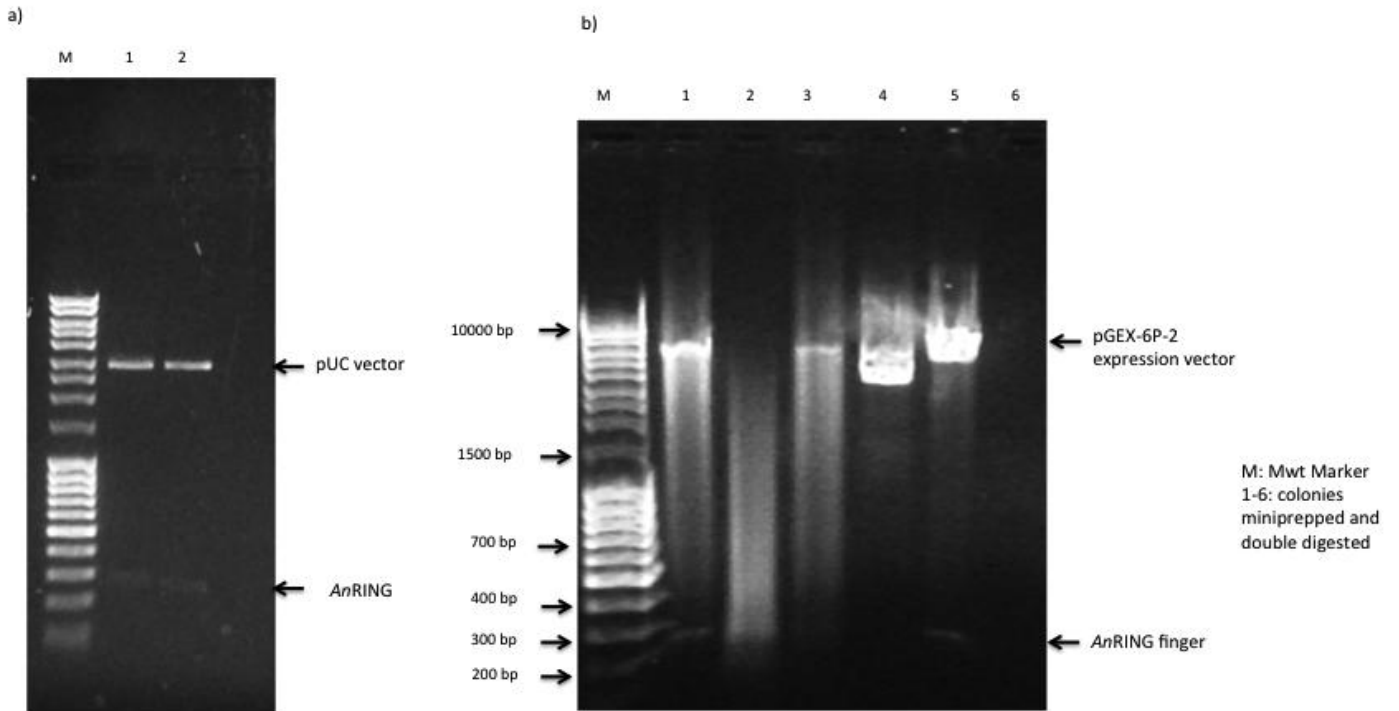 a)
b)
M 1 2
M 1 2 3 4 5 6
pUC vector
AnRING
10000 bp
1500 bp
700 bp
400 bp
300 bp
200 bp
pGEX-6P-2
expression vector
AnRING finger
M: Mwt Marker
1-6: colonies
miniprepped and
double digested